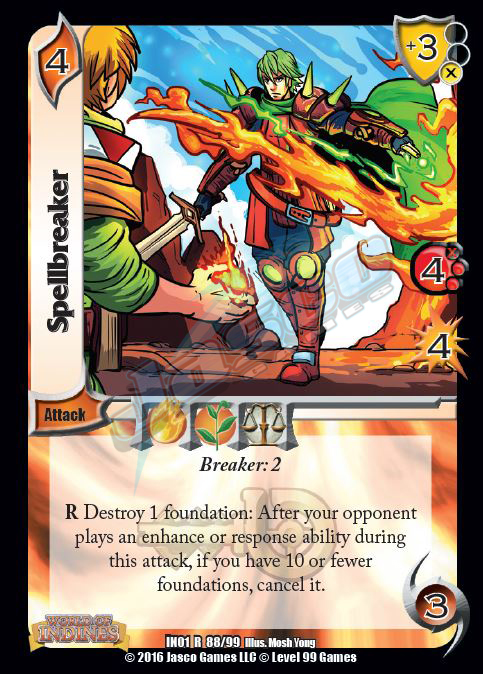 4
+3
X
Spellbreaker
4
4
Attack
Breaker: 2
R Destroy 1 foundation: After your opponent
plays an enhance or response ability during
this attack, if you have 10 or fewer
foundations, cancel it.
3
WORLD OF
INDINES
IN01 R 88/99 Illus. Mosh Yong
© 2016 Jasco Games LLC © Level 99 Games